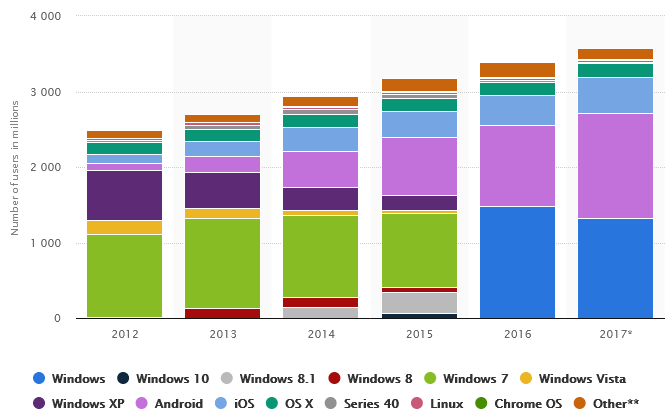 4 000
3 000
2 000
1 000
0
Number of users in millions
2012 2013 2014 2015 2016 2017*
Windows Windows 10 Windows 8.1 Windows 8 Windows 7 Windows Vista
Windows XP Android iOS OS X Series 40 Linux Chrome OS Other**